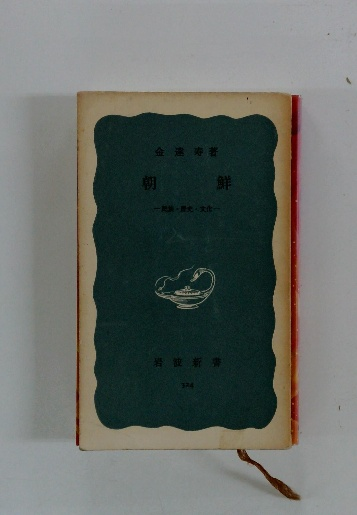 金達寿著
朝鮮
―民族・歴史・文化―
岩波新書